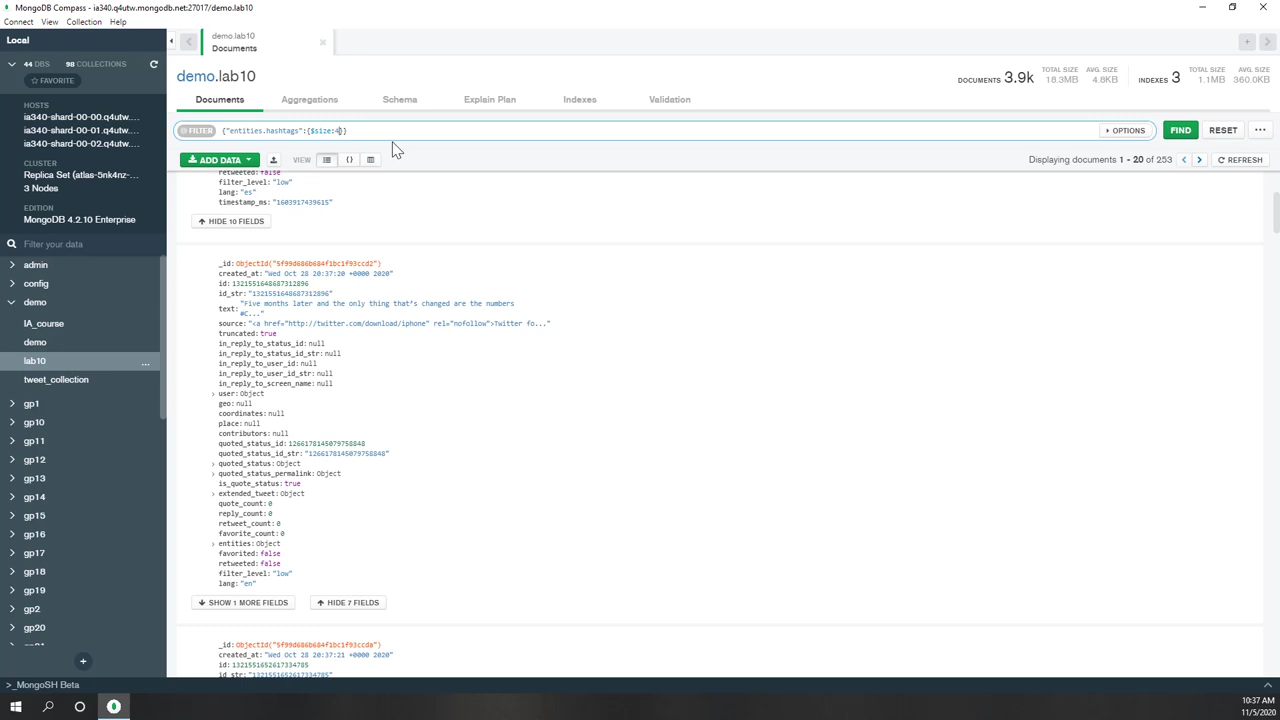 MongoDB Compass - ia340.q4utw.mongodb.net:27017/demo.lab10
Connect View Collection Help
Local
demo.lab10
Documents
44 DBS 98 COLLECTIONS
FAVORITE
demo.lab10
DOCUMENTS 3.9k TOTAL SIZE 18.3MB AVG. SIZE 4.8KB INDEXES 3 TOTAL SIZE 1.1MB AVG. SIZE 360.0KB
Documents Aggregations Schema Explain Plan Indexes Validation
HOSTS
ia340-shard-00-00.q4utw....
ia340-shard-00-01.q4utw....
ia340-shard-00-02.q4utw....
CLUSTER
Replica Set (atlas-5nk4nz-...
3 Nodes
EDITION
MongoDB 4.2.10 Enterprise
Filter your data
admin
config
demo
IA_course
demo
lab10 ...
tweet_collection
gp1
gp10
gp11
gp12
gp13
gp14
gp15
gp16
gp17
gp18
gp19
gp2
gp20
FILTER {"entities.hashtags":{$size:4}} OPTIONS FIND RESET ...
ADD DATA VIEW {} Displaying documents 1 - 20 of 253 REFRESH
retweeted: false
filter_level: "low"
lang: "es"
timestamp_ms: "1603917439615"
HIDE 10 FIELDS
_id: ObjectId("5f99d686b684f1bc1f93ccd2")
created_at: "Wed Oct 28 20:37:20 +0000 2020"
id: 1321551648687312896
id_str: "1321551648687312896"
text: "Five months later and the only thing that's changed are the numbers
#C..."
source: "<a href="http://twitter.com/download/iphone" rel="nofollow">Twitter fo..."
truncated: true
in_reply_to_status_id: null
in_reply_to_status_id_str: null
in_reply_to_user_id: null
in_reply_to_user_id_str: null
in_reply_to_screen_name: null
user: Object
geo: null
coordinates: null
place: null
contributors: null
quoted_status_id: 1266178145079758848
quoted_status_id_str: "1266178145079758848"
quoted_status: Object
quoted_status_permalink: Object
is_quote_status: true
extended_tweet: Object
quote_count: 0
reply_count: 0
retweet_count: 0
favorite_count: 0
entities: Object
favorited: false
retweeted: false
filter_level: "low"
lang: "en"
SHOW 1 MORE FIELDS HIDE 7 FIELDS
_id: ObjectId("5f99d686b684f1bc1f93ccda")
created_at: "Wed Oct 28 20:37:21 +0000 2020"
id: 1321551652617334785
id_str: "1321551652617334785"
>_MongoSH Beta
10:37 AM
11/5/2020